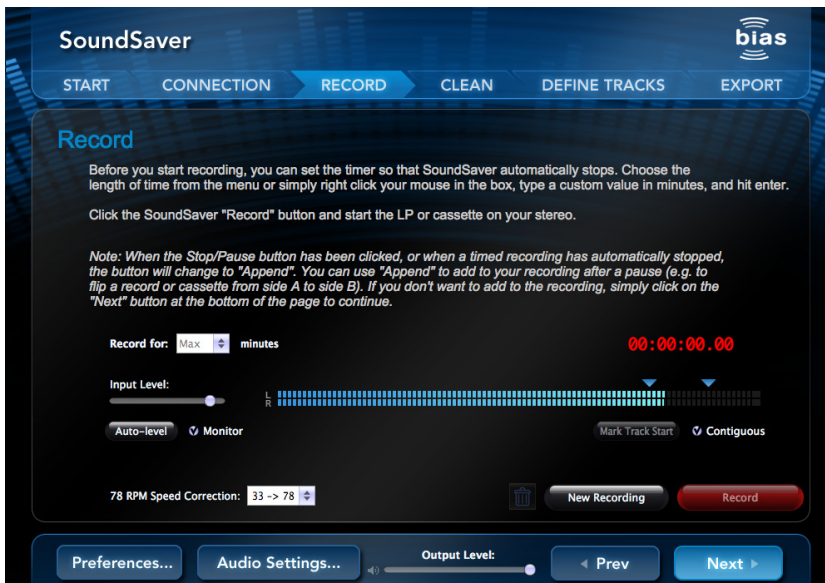 SoundSaver
bias
START CONNECTION RECORD CLEAN DEFINE TRACKS EXPORT
Record
Before you start recording, you can set the timer so that SoundSaver automatically stops. Choose the
length of time from the menu or simply right click your mouse in the box, type a custom value in minutes, and hit enter.
Click the SoundSaver "Record" button and start the LP or cassette on your stereo.
Note: When the Stop/Pause button has been clicked, or when a timed recording has automatically stopped,
the button will change to "Append". You can use "Append" to add to your recording after a pause (e.g. to
flip a record or cassette from side A to side B). If you don't want to add to the recording, simply click on the
"Next" button at the bottom of the page to continue.
Record for: Max minutes 00:00:00.00
Input Level:
L
R
Auto-level Monitor Mark Track Start Contiguous
78 RPM Speed Correction: 33 -> 78 New Recording Record
Preferences... Audio Settings... Output Level: Prev Next